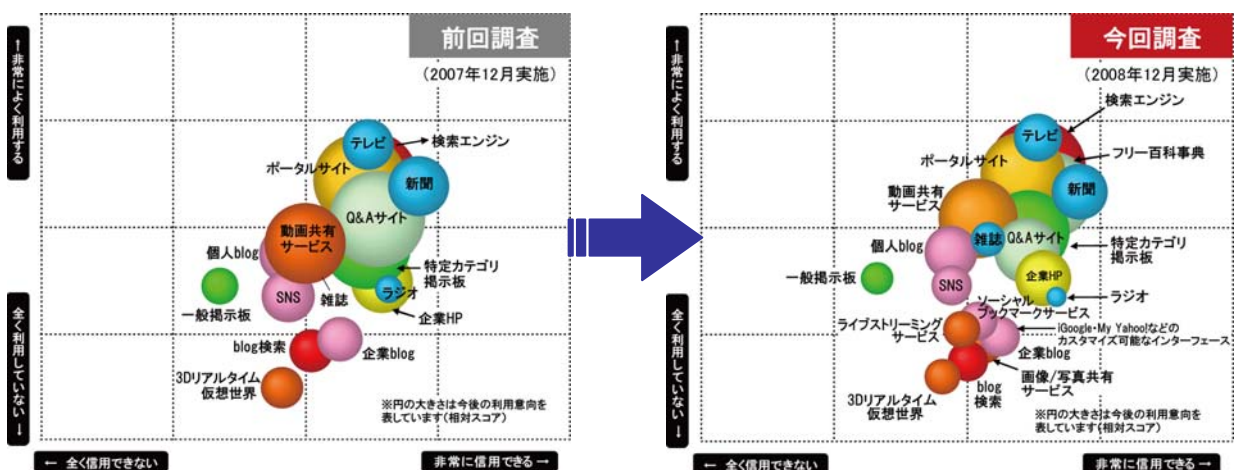 前回調査
(2007年12月実施)
↑非常によく利用する
テレビ
検索エンジン
ポータルサイト
新聞
Q&Aサイト
動画共有
サービス
個人blog
特定カテゴリ
掲示板
一般掲示板
SNS
雑誌
ラジオ
企業HP
blog検索
企業blog
3Dリアルタイム
仮想世界
※円の大きさは今後の利用意向を
表しています(相対スコア)
全く利用していない↓
← 全く信用できない
非常に信用できる→
今回調査
(2008年12月実施)
↑非常によく利用する
検索エンジン
テレビ
フリー百科事典
ポータルサイト
新聞
動画共有
サービス
雑誌
Q&Aサイト
個人blog
特定カテゴリ
掲示板
一般掲示板
企業HP
SNS
ラジオ
ソーシャル
ブックマークサービス
ライブストリーミング
サービス
iGoogle・My Yahoo!などの
カスタマイズ可能なインターフェース
企業blog
画像/写真共有
サービス
blog
検索
3Dリアルタイム
仮想世界
※円の大きさは今後の利用意向を
表しています(相対スコア)
全く利用していない↓
← 全く信用できない
非常に信用できる→